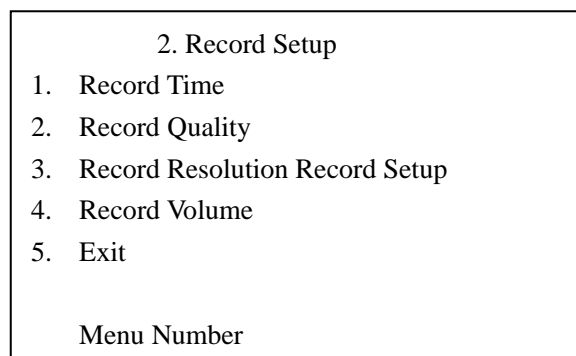 2. Record Setup
1. Record Time
2. Record Quality
3. Record Resolution Record Setup
4. Record Volume
5. Exit
Menu Number